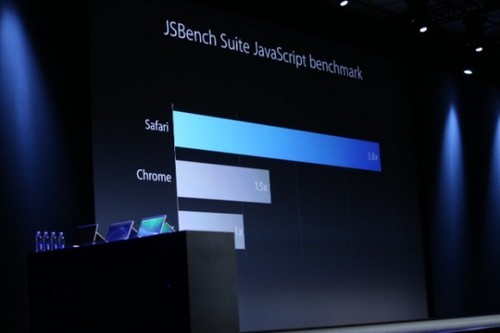 JSBench Suite JavaScript benchmark
Safari
3.8x
Chrome
1.5x
1x